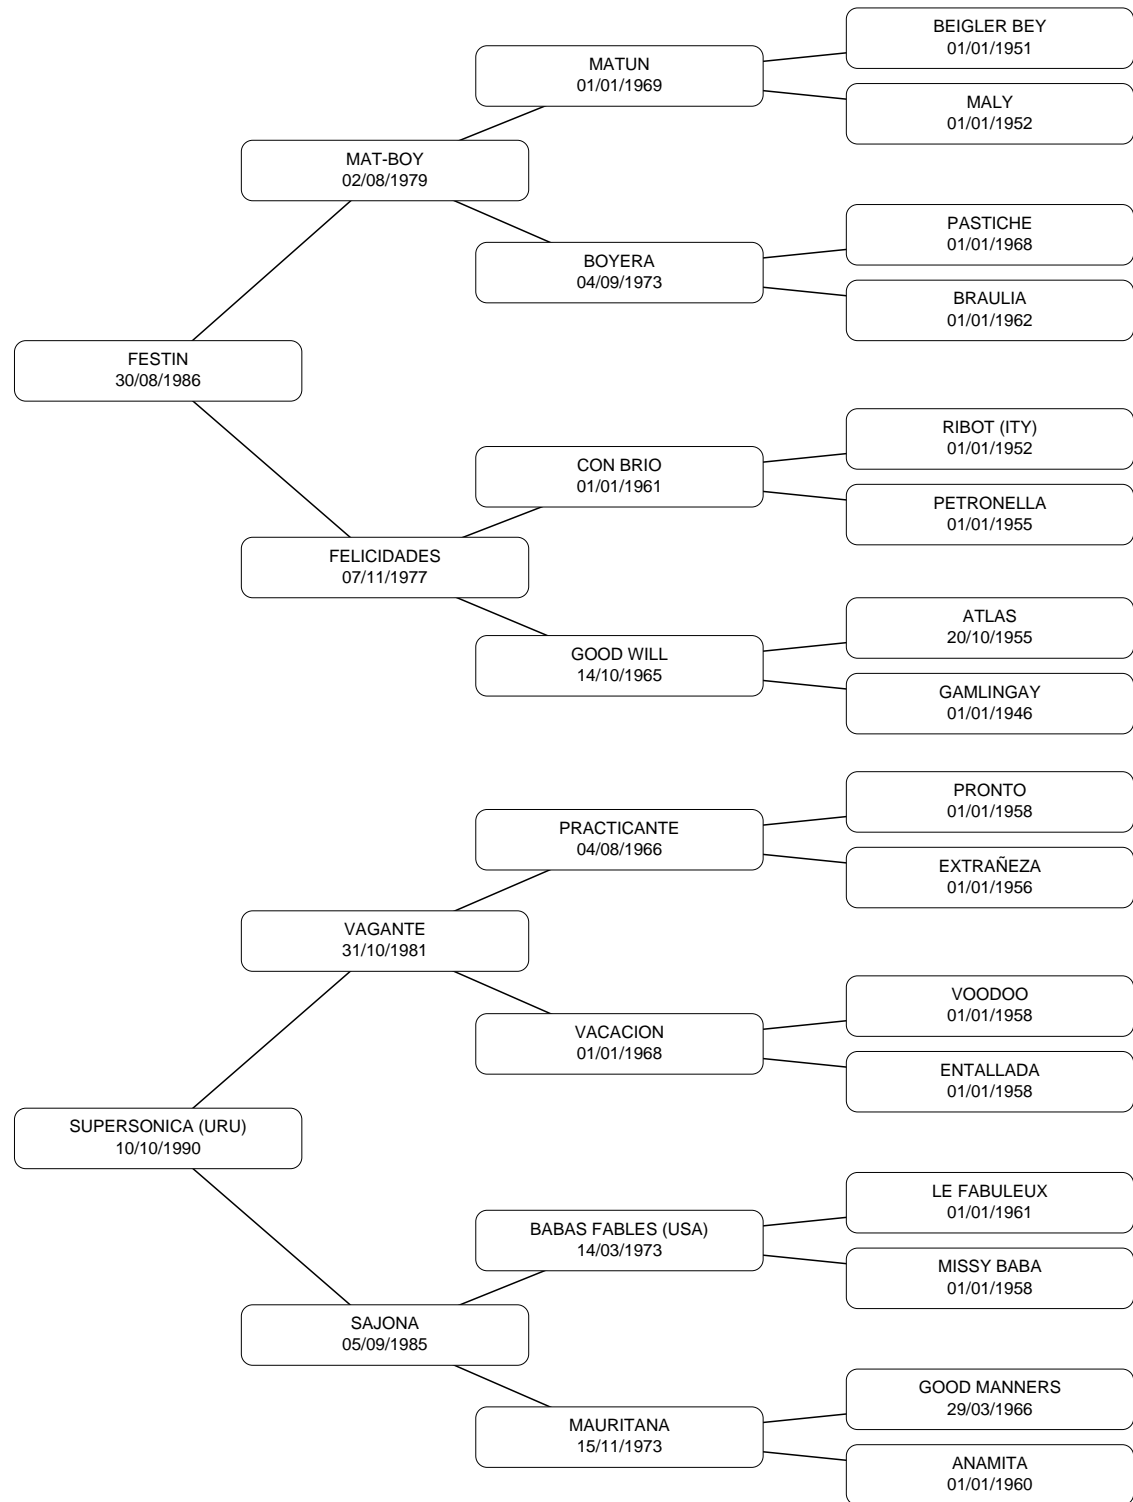 BEIGLER BEY
01/01/1951
MATUN
01/01/1969
MALY
01/01/1952
MAT-BOY
02/08/1979
PASTICHE
01/01/1968
BOYERA
04/09/1973
BRAULIA
01/01/1962
FESTIN
30/08/1986
RIBOT (ITY)
01/01/1952
CON BRIO
01/01/1961
PETRONELLA
01/01/1955
FELICIDADES
07/11/1977
ATLAS
20/10/1955
GOOD WILL
14/10/1965
GAMLINGAY
01/01/1946
PRONTO
01/01/1958
PRACTICANTE
04/08/1966
EXTRAÑEZA
01/01/1956
VAGANTE
31/10/1981
VOODOO
01/01/1958
VACACION
01/01/1968
ENTALLADA
01/01/1958
SUPERSONICA (URU)
10/10/1990
LE FABULEUX
01/01/1961
BABAS FABLES (USA)
14/03/1973
MISSY BABA
01/01/1958
SAJONA
05/09/1985
GOOD MANNERS
29/03/1966
MAURITANA
15/11/1973
ANAMITA
01/01/1960